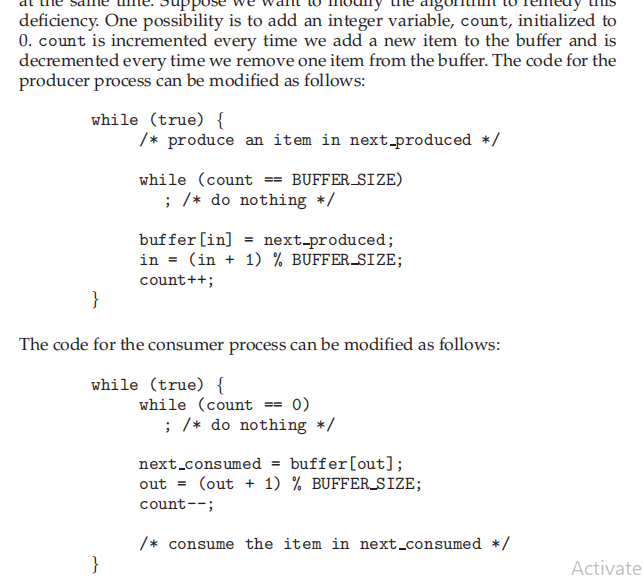 at the same time. Suppose we want to modify the algorithm to remedy this
deficiency. One possibility is to add an integer variable, count, initialized to
0. count is incremented every time we add a new item to the buffer and is
decremented every time we remove one item from the buffer. The code for the
producer process can be modified as follows:
while (true) {
/* produce an item in next_produced */
while (count == BUFFER_SIZE)
; /* do nothing */
buffer[in] = next_produced;
in = (in + 1) % BUFFER_SIZE;
count++;
}
The code for the consumer process can be modified as follows:
while (true) {
while (count == 0)
; /* do nothing */
next_consumed = buffer[out];
out = (out + 1) % BUFFER_SIZE;
count--;
/* consume the item in next_consumed */
}
Activate